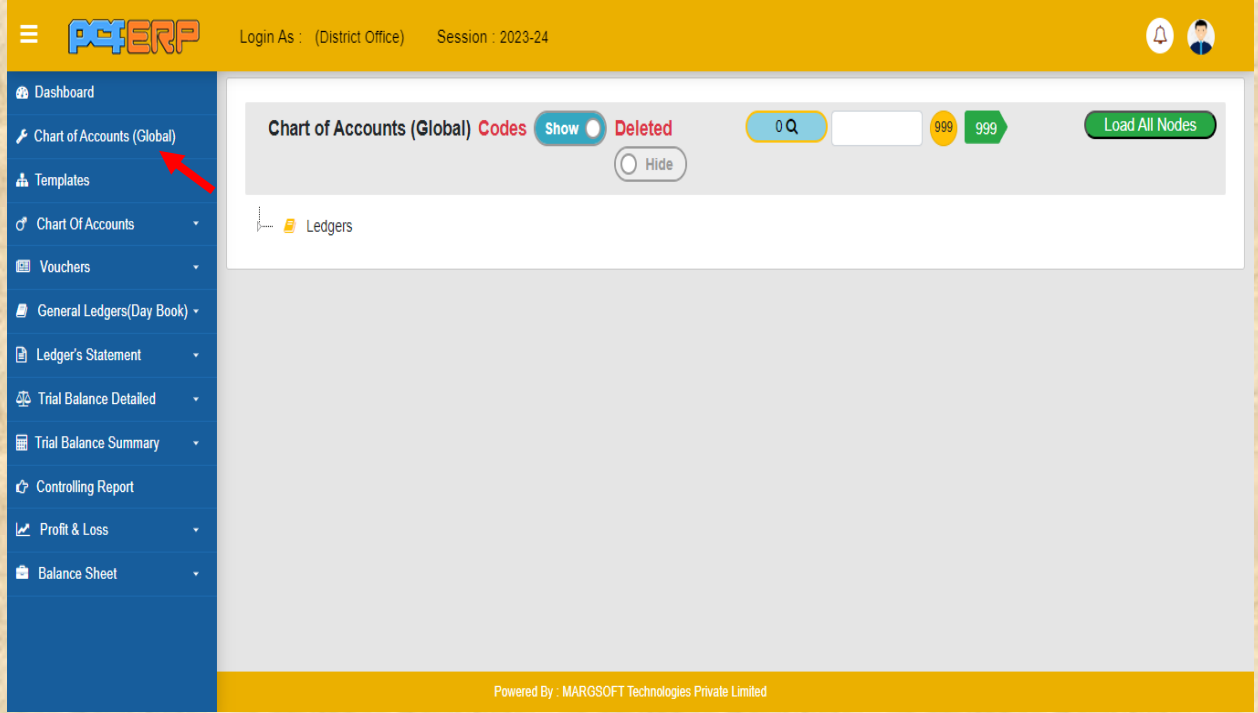 PC4ERP Login As : (District Office) Session : 2023-24
Dashboard
Chart of Accounts (Global)
Templates
Chart Of Accounts
Vouchers
General Ledgers(Day Book)
Ledger's Statement
Trial Balance Detailed
Trial Balance Summary
Controlling Report
Profit & Loss
Balance Sheet
Chart of Accounts (Global) Codes Show Deleted 0 999 999 Load All Nodes
Hide
Ledgers
Powered By : MARGSOFT Technologies Private Limited